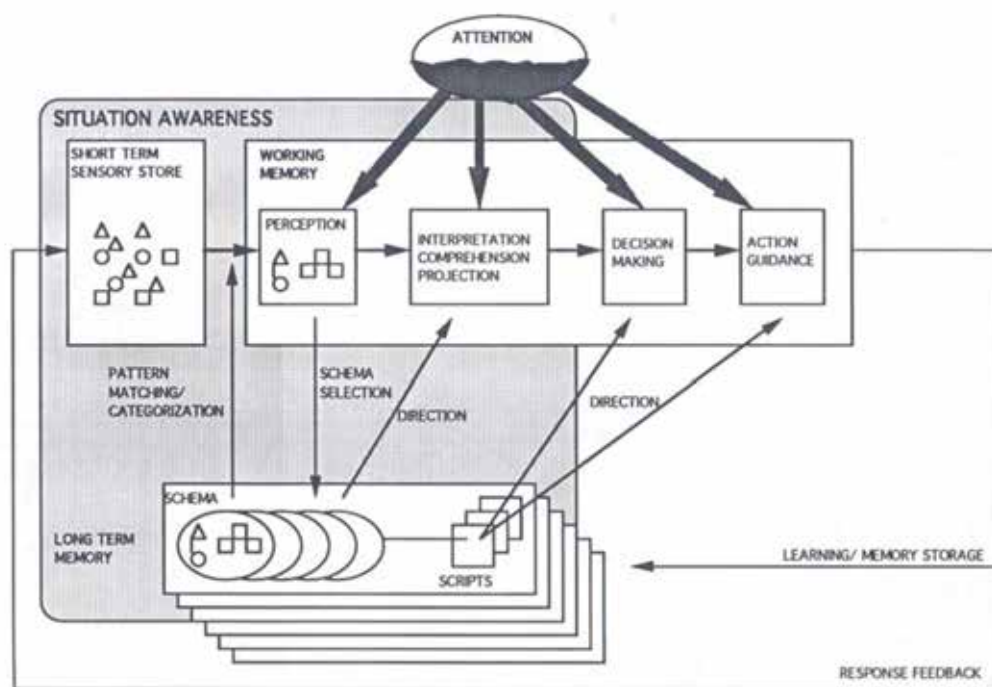 ATTENTION
SITUATION AWARENESS
SHORT TERM
SENSORY STORE
WORKING
MEMORY
PERCEPTION
INTERPRETATION
COMPREHENSION
PROJECTION
DECISION
MAKING
ACTION
GUIDANCE
PATTERN
MATCHING/
CATEGORIZATION
SCHEMA
SELECTION
DIRECTION
DIRECTION
SCHEMA
LONG TERM
MEMORY
SCRIPTS
LEARNING/ MEMORY STORAGE
RESPONSE FEEDBACK